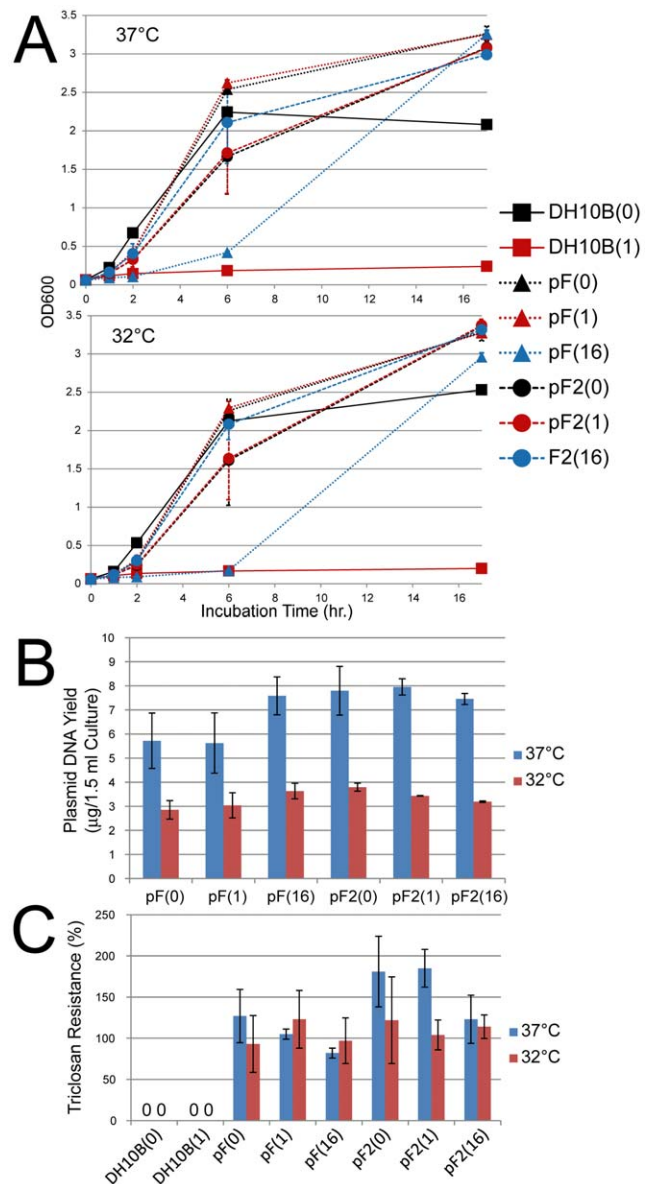 A
37°C
3.5
3
2.5
2
1.5
1
0.5
0
0 2 4 6 8 10 12 14 16
OD600
32°C
3.5
3
2.5
2
1.5
1
0.5
0
0 2 4 6 8 10 12 14 16
Incubation Time (hr.)
DH10B(0)
DH10B(1)
pF(0)
pF(1)
pF(16)
pF2(0)
pF2(1)
F2(16)
B
Plasmid DNA Yield
(µg/1.5 ml Culture)
10
9
8
7
6
5
4
3
2
1
0
pF(0) pF(1) pF(16) pF2(0) pF2(1) pF2(16)
37°C
32°C
C
Triclosan Resistance (%)
250
200
150
100
50
0
0 0 0 0
DH10B(0) DH10B(1) pF(0) pF(1) pF(16) pF2(0) pF2(1) pF2(16)
37°C
32°C